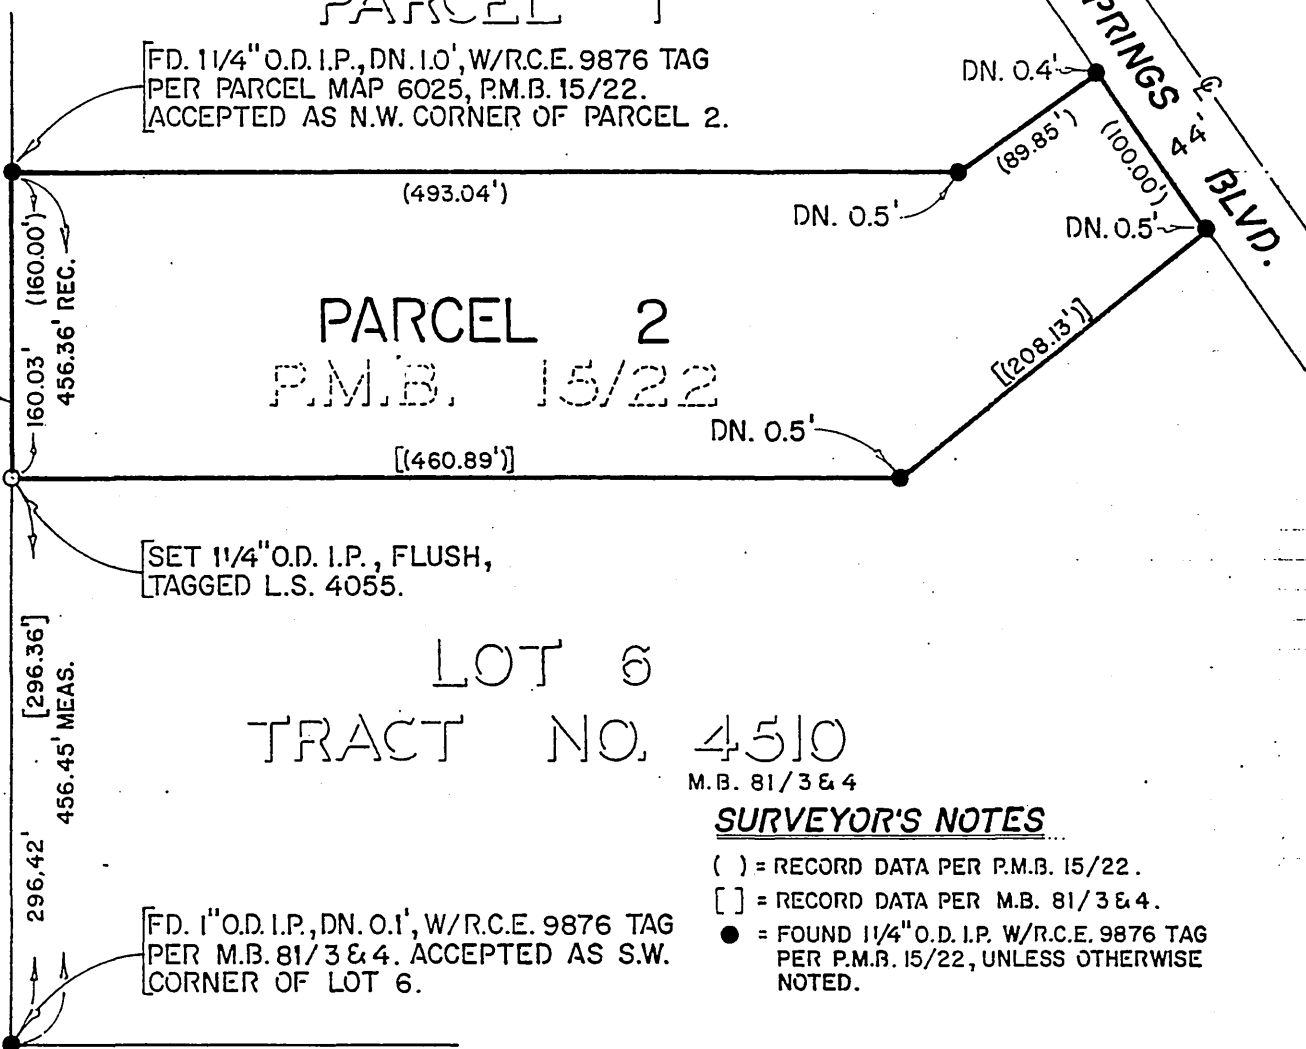 PARCEL 1
FD. 1 1/4" O.D. I.P., DN. 1.0', W/R.C.E. 9876 TAG
PER PARCEL MAP 6025, P.M.B. 15/22.
ACCEPTED AS N.W. CORNER OF PARCEL 2.
DN. 0.4'
PRINGS BLVD.
℄
44'
(89.85')
(100.00')
(493.04')
DN. 0.5'
DN. 0.5'
(160.00')
160.03'
456.36' REC.
PARCEL 2
P.M.B. 15/22
[(208.13')]
DN. 0.5'
[(460.89')]
SET 1 1/4" O.D. I.P., FLUSH,
TAGGED L.S. 4055.
[296.36']
296.42'
456.45' MEAS.
LOT 6
TRACT NO. 4510
M.B. 81/3 & 4
SURVEYOR'S NOTES
( ) = RECORD DATA PER P.M.B. 15/22.
[ ] = RECORD DATA PER M.B. 81/3 & 4.
● = FOUND 1 1/4" O.D. I.P. W/R.C.E. 9876 TAG
PER P.M.B. 15/22, UNLESS OTHERWISE
NOTED.
FD. 1" O.D. I.P., DN. 0.1', W/R.C.E. 9876 TAG
PER M.B. 81/3 & 4. ACCEPTED AS S.W.
CORNER OF LOT 6.